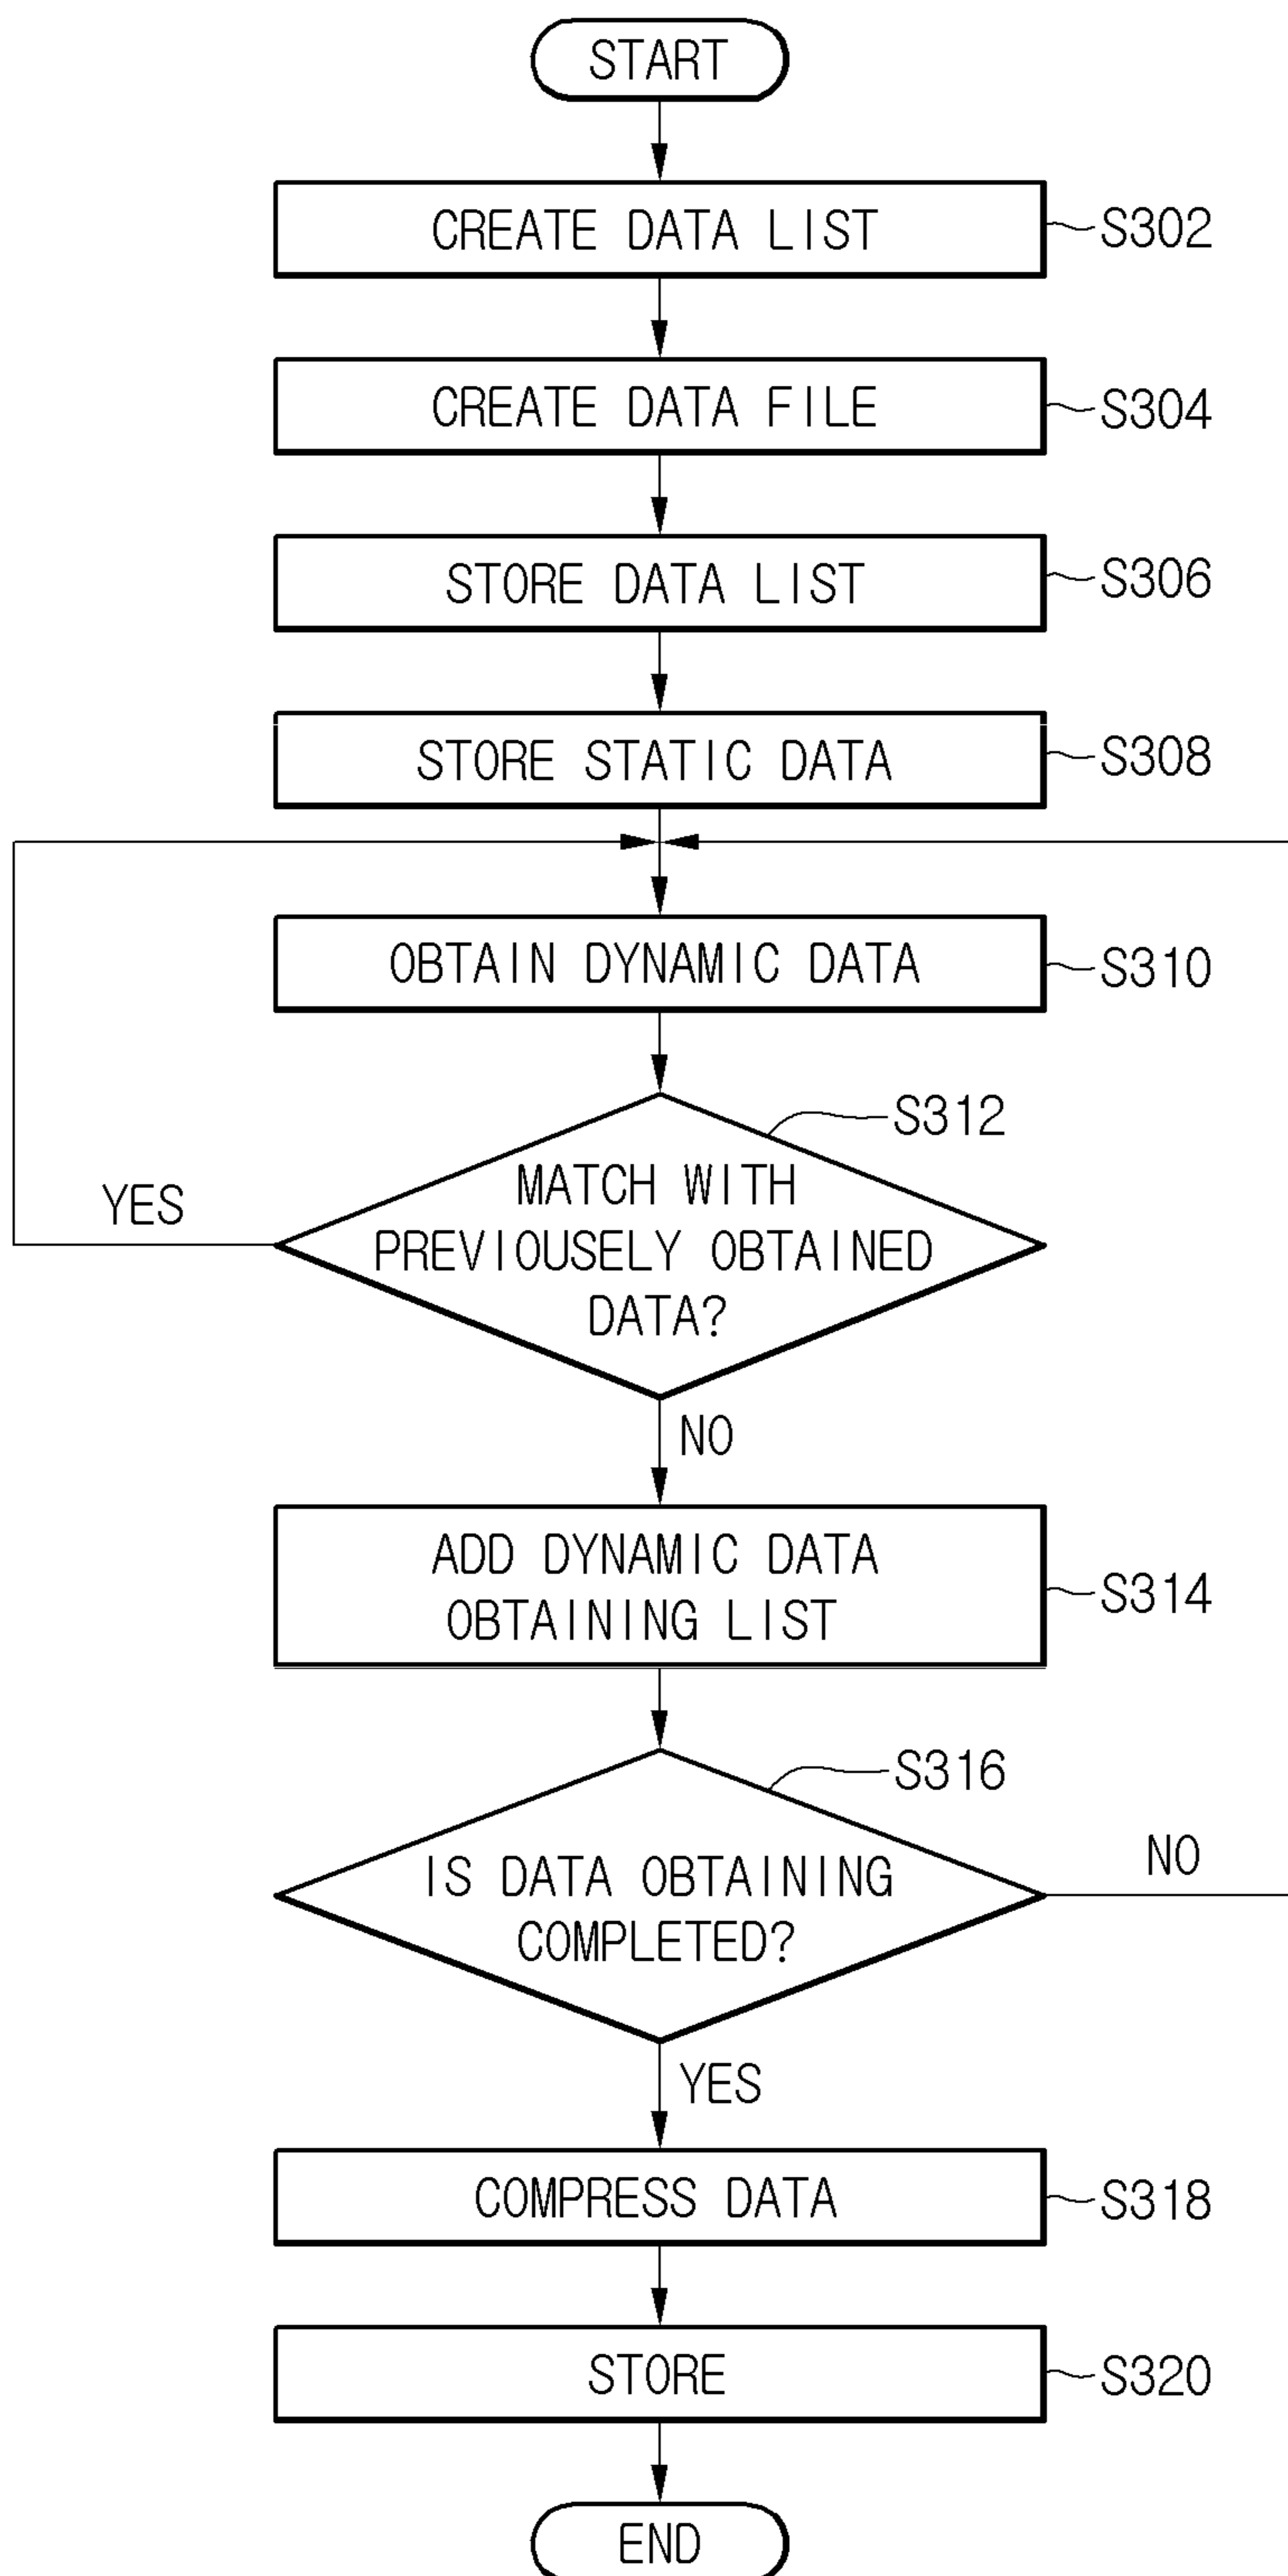 START
CREATE DATA LIST
S302
CREATE DATA FILE
S304
STORE DATA LIST
S306
STORE STATIC DATA
S308
OBTAIN DYNAMIC DATA
S310
S312
MATCH WITH
PREVIOUSELY OBTAINED
DATA?
YES
NO
ADD DYNAMIC DATA
OBTAINING LIST
S314
S316
IS DATA OBTAINING
COMPLETED?
NO
YES
COMPRESS DATA
S318
STORE
S320
END